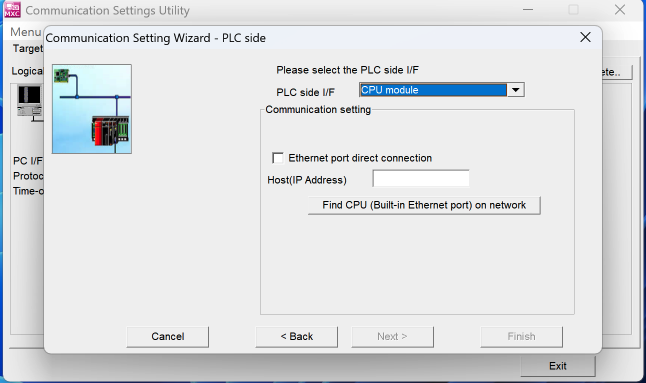 MXC
Communication Settings Utility
Menu
Target
Communication Setting Wizard - PLC side
Logical
Please select the PLC side I/F
PLC side I/F
CPU module
Communication setting
Ethernet port direct connection
Host(IP Address)
Find CPU (Built-in Ethernet port) on network
PC I/F
Protoc
Time-o
ete..
Cancel
< Back
Next >
Finish
Exit